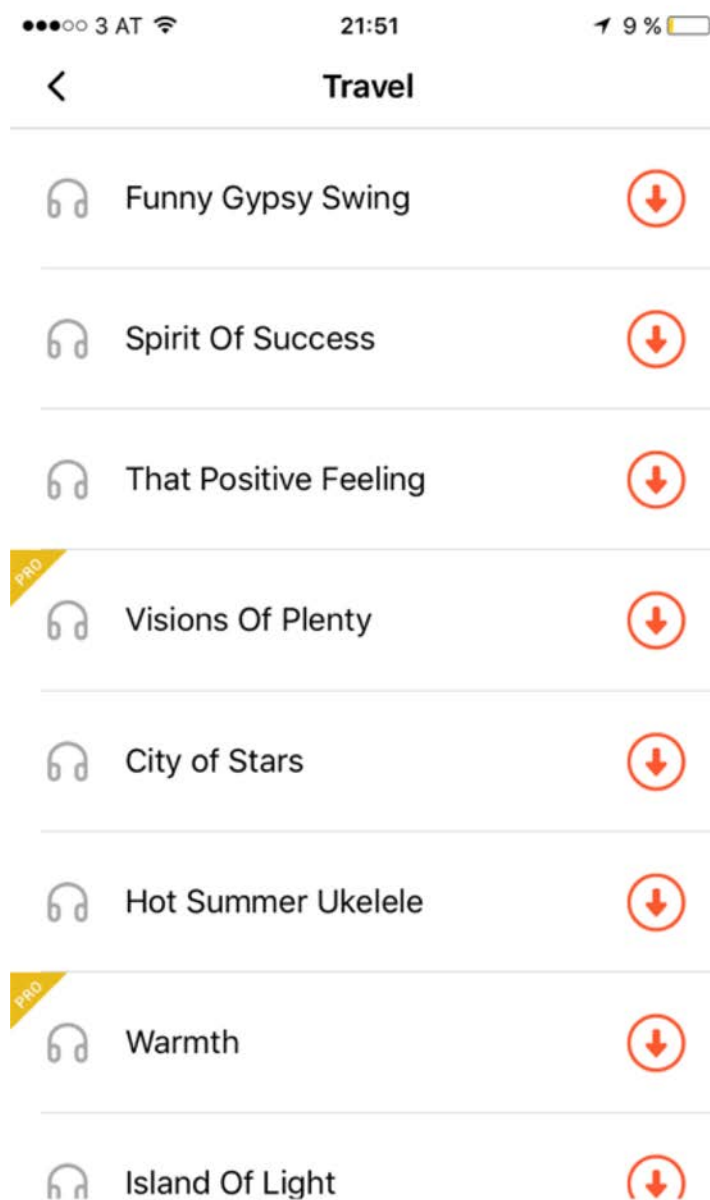 3 AT 21:51 9 %
Travel
Funny Gypsy Swing
Spirit Of Success
That Positive Feeling
PRO
Visions Of Plenty
City of Stars
Hot Summer Ukelele
PRO
Warmth
Island Of Light